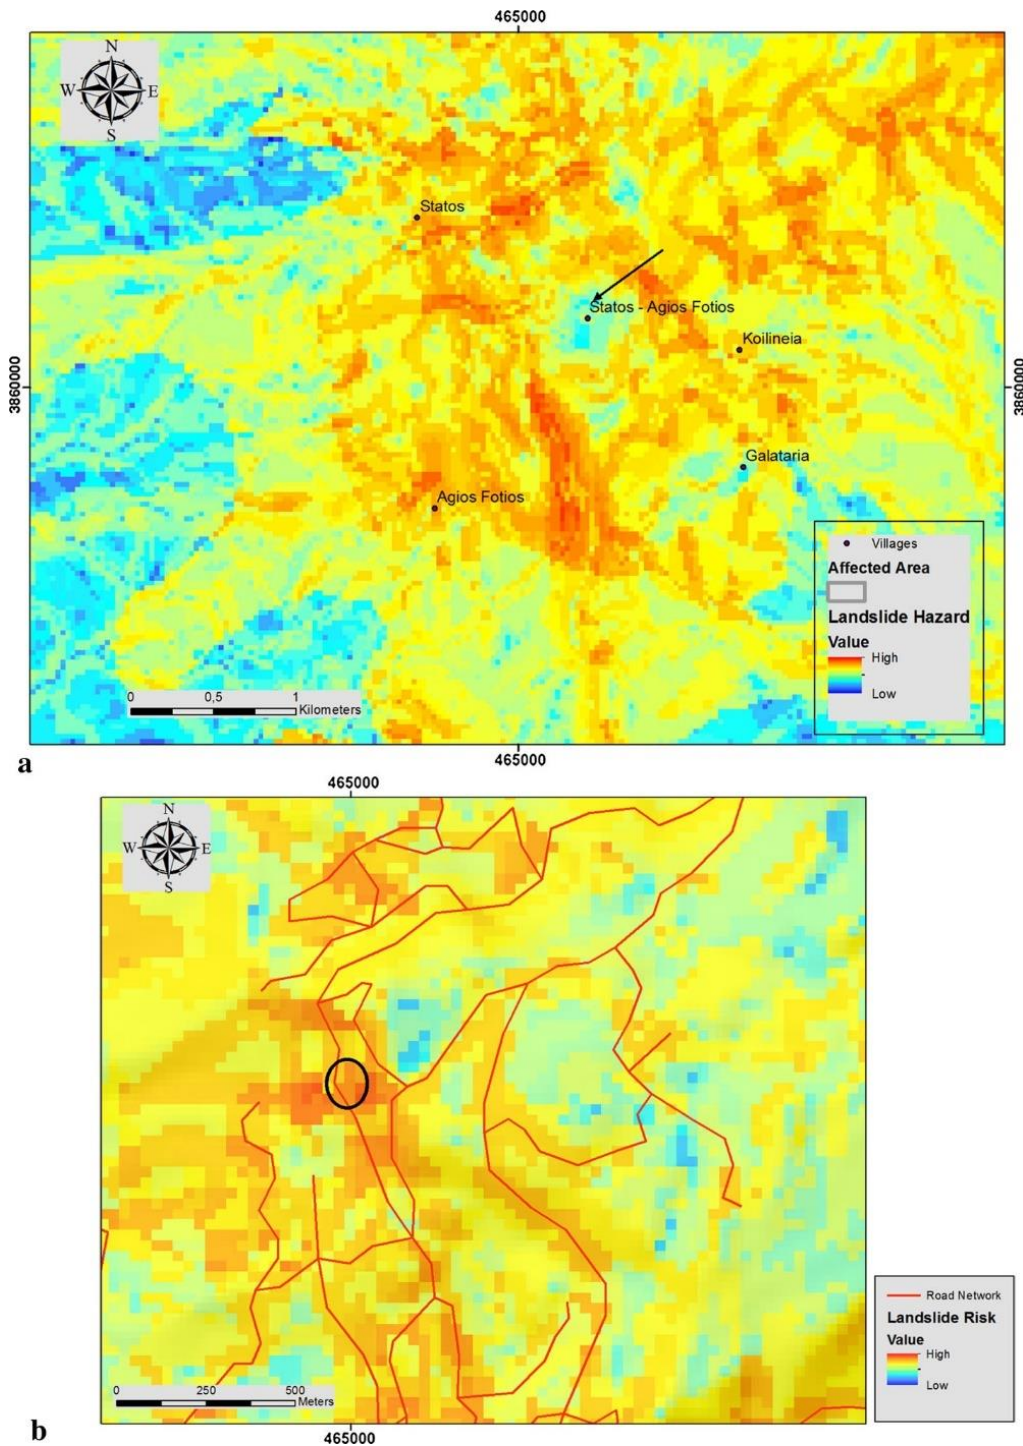 465000
N
W E
S
Statos
Statos - Agios Fotios
Koilineia
3860000
3860000
Galataria
Agios Fotios
Villages
Affected Area
Landslide Hazard
Value
High
Low
0 0,5 1
Kilometers
a
465000
465000
N
W E
S
Road Network
Landslide Risk
Value
High
Low
0 250 500
Meters
b
465000